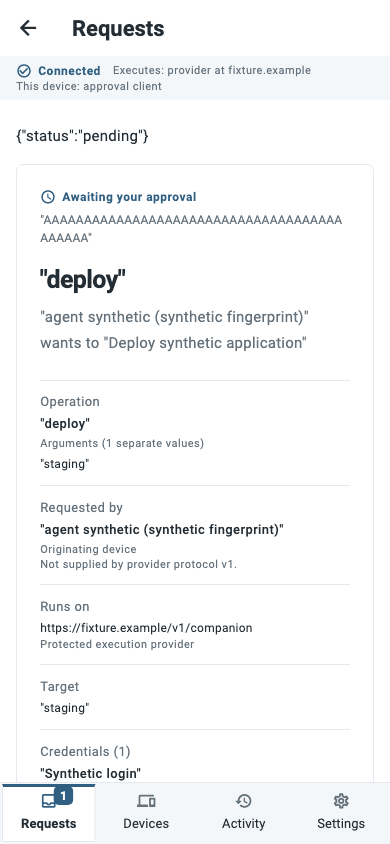 Requests
Connected Executes: provider at fixture.example
This device: approval client
{"status":"pending"}
Awaiting your approval
"AAAAAAAAAAAAAAAAAAAAAAAAAAAAAAAAAAAAA
AAAAAA"
"deploy"
"agent synthetic (synthetic fingerprint)"
wants to "Deploy synthetic application"
Operation
"deploy"
Arguments (1 separate values)
"staging"
Requested by
"agent synthetic (synthetic fingerprint)"
Originating device
Not supplied by provider protocol v1.
Runs on
https://fixture.example/v1/companion
Protected execution provider
Target
"staging"
Credentials (1)
"Synthetic login"
1
Requests Devices Activity Settings